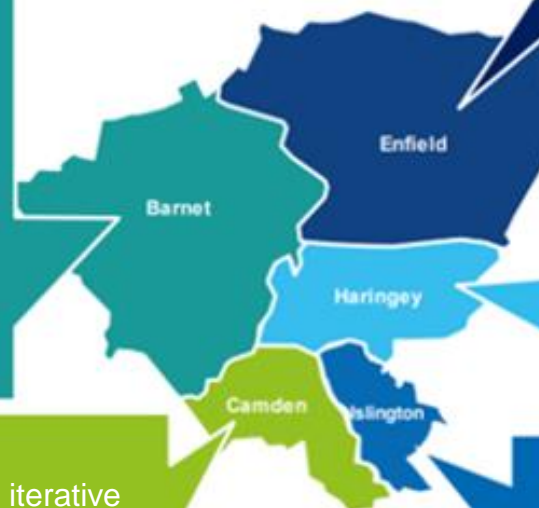 Enfield
Barnet
Haringey
Camden
Islington
iterative